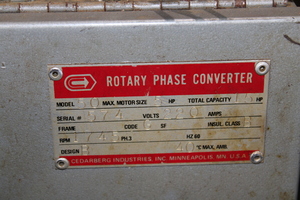 ROTARY PHASE CONVERTER
MODEL MAX. MOTOR SIZE HP TOTAL CAPACITY HP
SERIAL # VOLTS AMPS
FRAME CODE SF INSUL. CLASS
RPM PH.3 HZ 60
DESIGN 40 °C MAX. AMB.
CEDARBERG INDUSTRIES, INC. MINNEAPOLIS, MN. U.S.A.